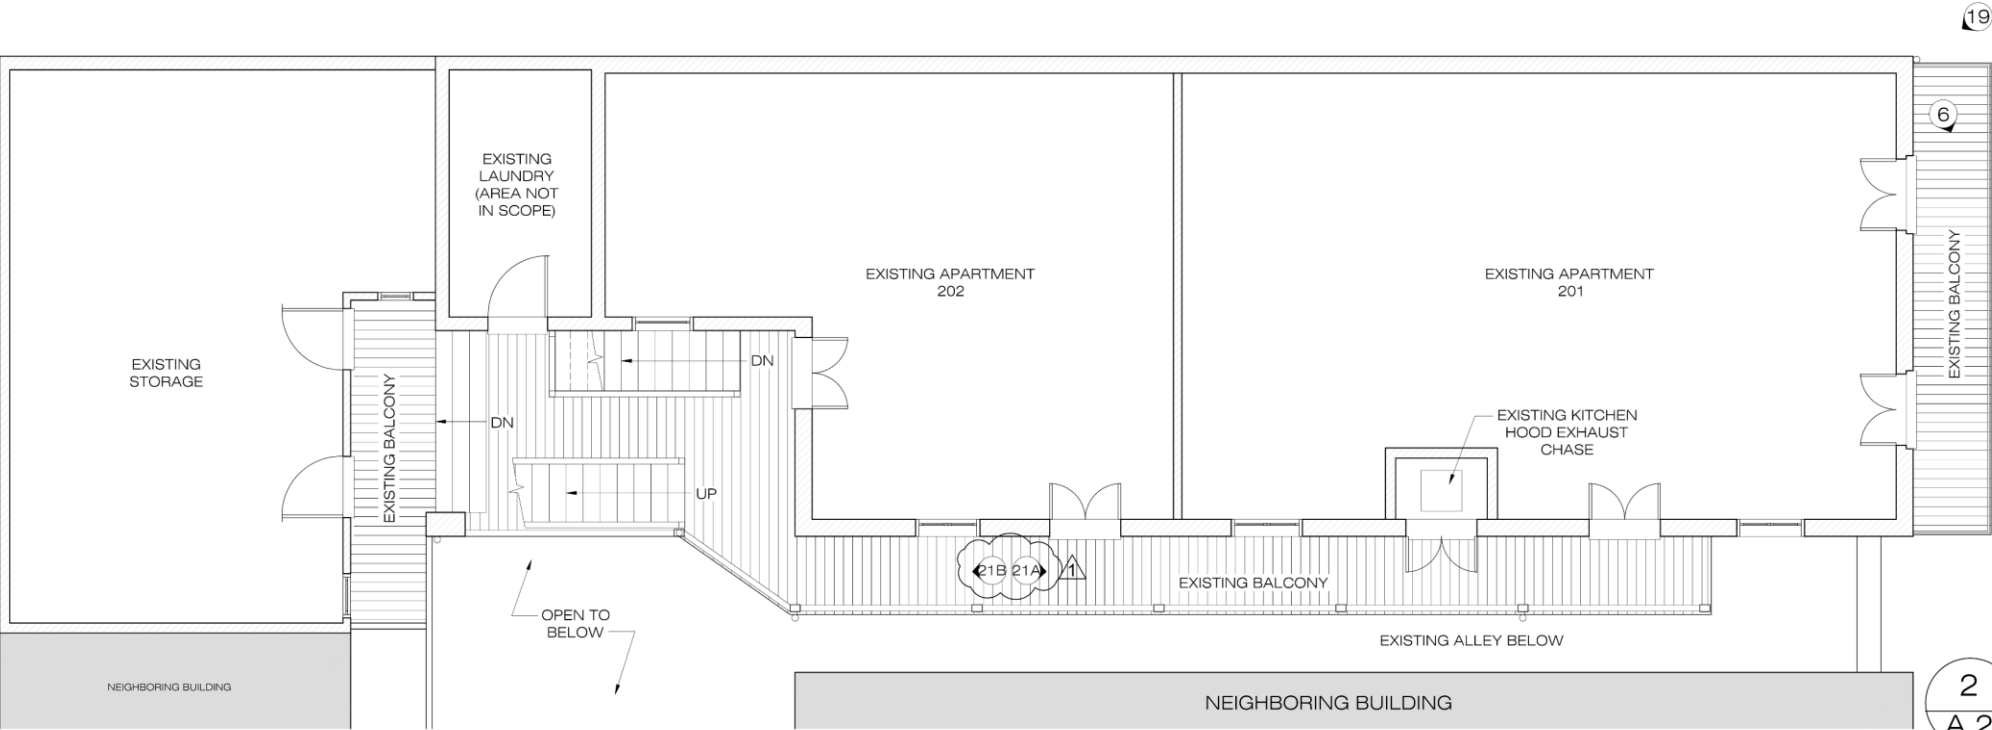 19
6
EXISTING
LAUNDRY
(AREA NOT
IN SCOPE)
EXISTING APARTMENT
202
EXISTING APARTMENT
201
EXISTING BALCONY
EXISTING
STORAGE
EXISTING BALCONY
DN
DN
UP
EXISTING KITCHEN
HOOD EXHAUST
CHASE
21B
21A
1
EXISTING BALCONY
OPEN TO
BELOW
EXISTING ALLEY BELOW
NEIGHBORING BUILDING
NEIGHBORING BUILDING
2
A 2